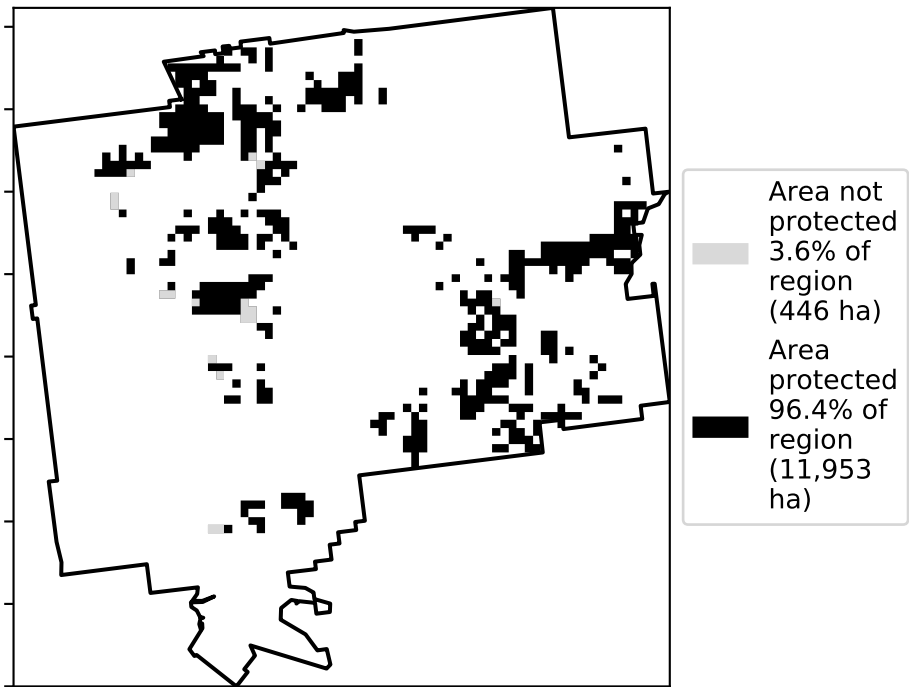 Area not
protected
3.6% of
region
(446 ha)
Area
protected
96.4% of
region
(11,953
ha)